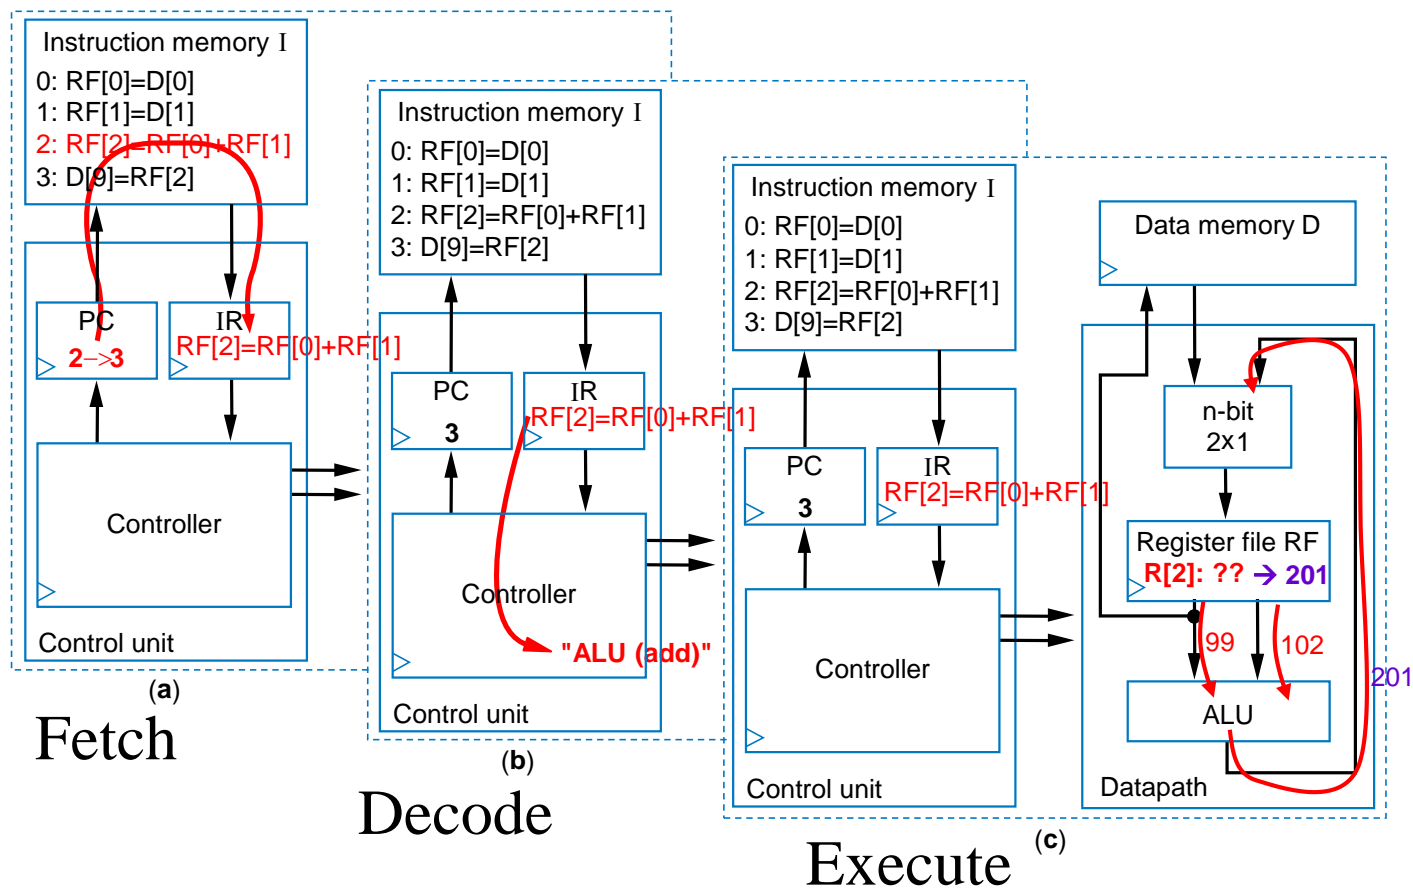 Instruction memory I
0: RF[0]=D[0]
1: RF[1]=D[1]
2: RF[2]=RF[0]+RF[1]
3: D[9]=RF[2]
PC
2->3
IR
RF[2]=RF[0]+RF[1]
Controller
Control unit
(a)
Fetch
Instruction memory I
0: RF[0]=D[0]
1: RF[1]=D[1]
2: RF[2]=RF[0]+RF[1]
3: D[9]=RF[2]
PC
3
IR
RF[2]=RF[0]+RF[1]
Controller
"ALU (add)"
Control unit
(b)
Decode
Instruction memory I
0: RF[0]=D[0]
1: RF[1]=D[1]
2: RF[2]=RF[0]+RF[1]
3: D[9]=RF[2]
PC
3
IR
RF[2]=RF[0]+RF[1]
Controller
Control unit
Data memory D
n-bit
2x1
Register file RF
R[2]: ?? → 201
99
102
201
ALU
Datapath
(c)
Execute